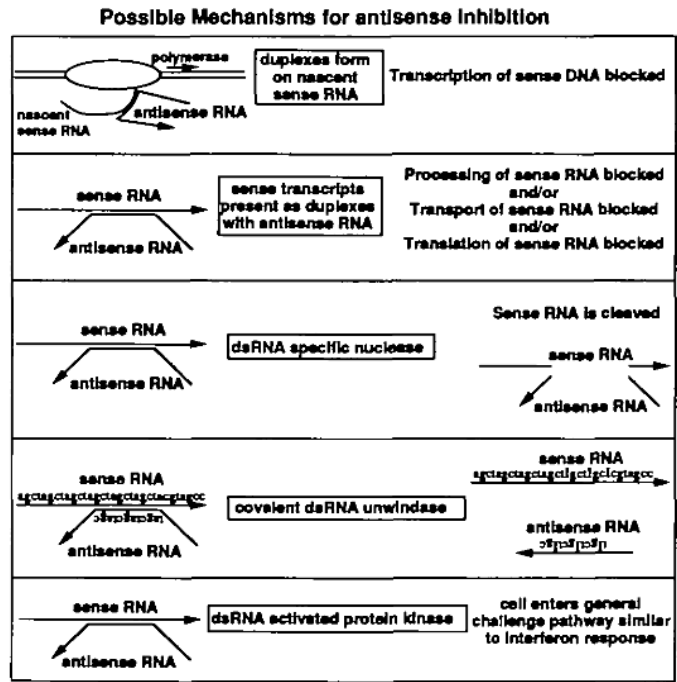 Possible Mechanisms for antisense Inhibition
polymerase
nascent
sense RNA
antisense RNA
duplexes form
on nascent
sense RNA
Transcription of sense DNA blocked
sense RNA
antisense RNA
sense transcripts
present as duplexes
with antisense RNA
Processing of sense RNA blocked
and/or
Transport of sense RNA blocked
and/or
Translation of sense RNA blocked
sense RNA
antisense RNA
dsRNA specific nuclease
Sense RNA is cleaved
sense RNA
antisense RNA
sense RNA
antisense RNA
covalent dsRNA unwindase
sense RNA
antisense RNA
sense RNA
antisense RNA
dsRNA activated protein kinase
cell enters general
challenge pathway similar
to interferon response